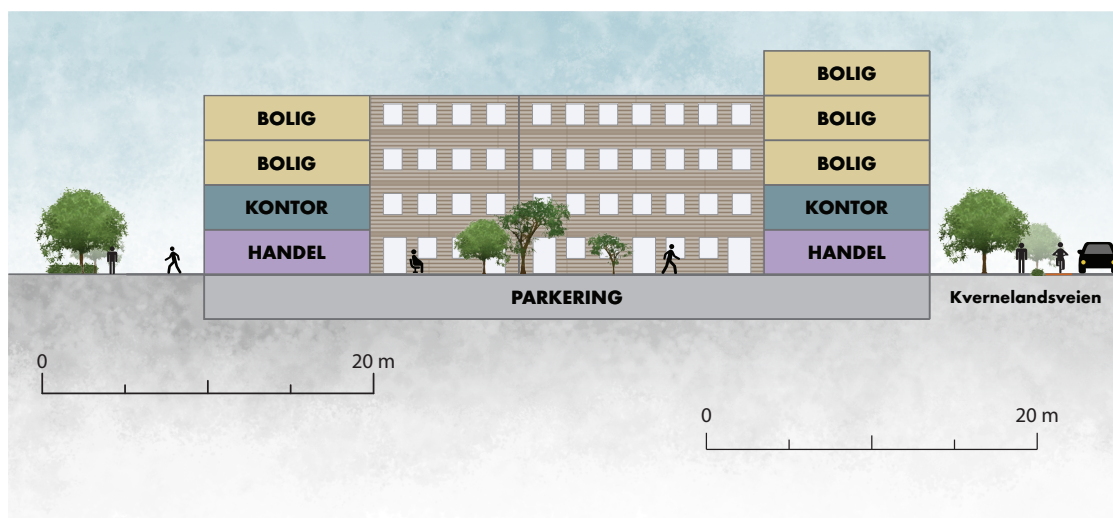 BOLIG
BOLIG BOLIG
BOLIG BOLIG
KONTOR KONTOR
HANDEL HANDEL
PARKERING Kvernelandsveien
0 20 m
0 20 m